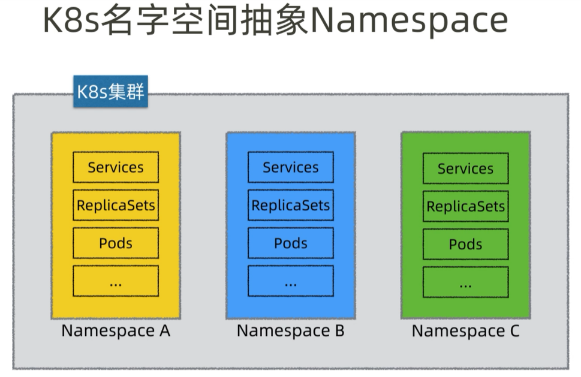 K8s名字空间抽象Namespace
K8s集群
Services
ReplicaSets
Pods
...
Namespace A
Services
ReplicaSets
Pods
...
Namespace B
Services
ReplicaSets
Pods
...
Namespace C